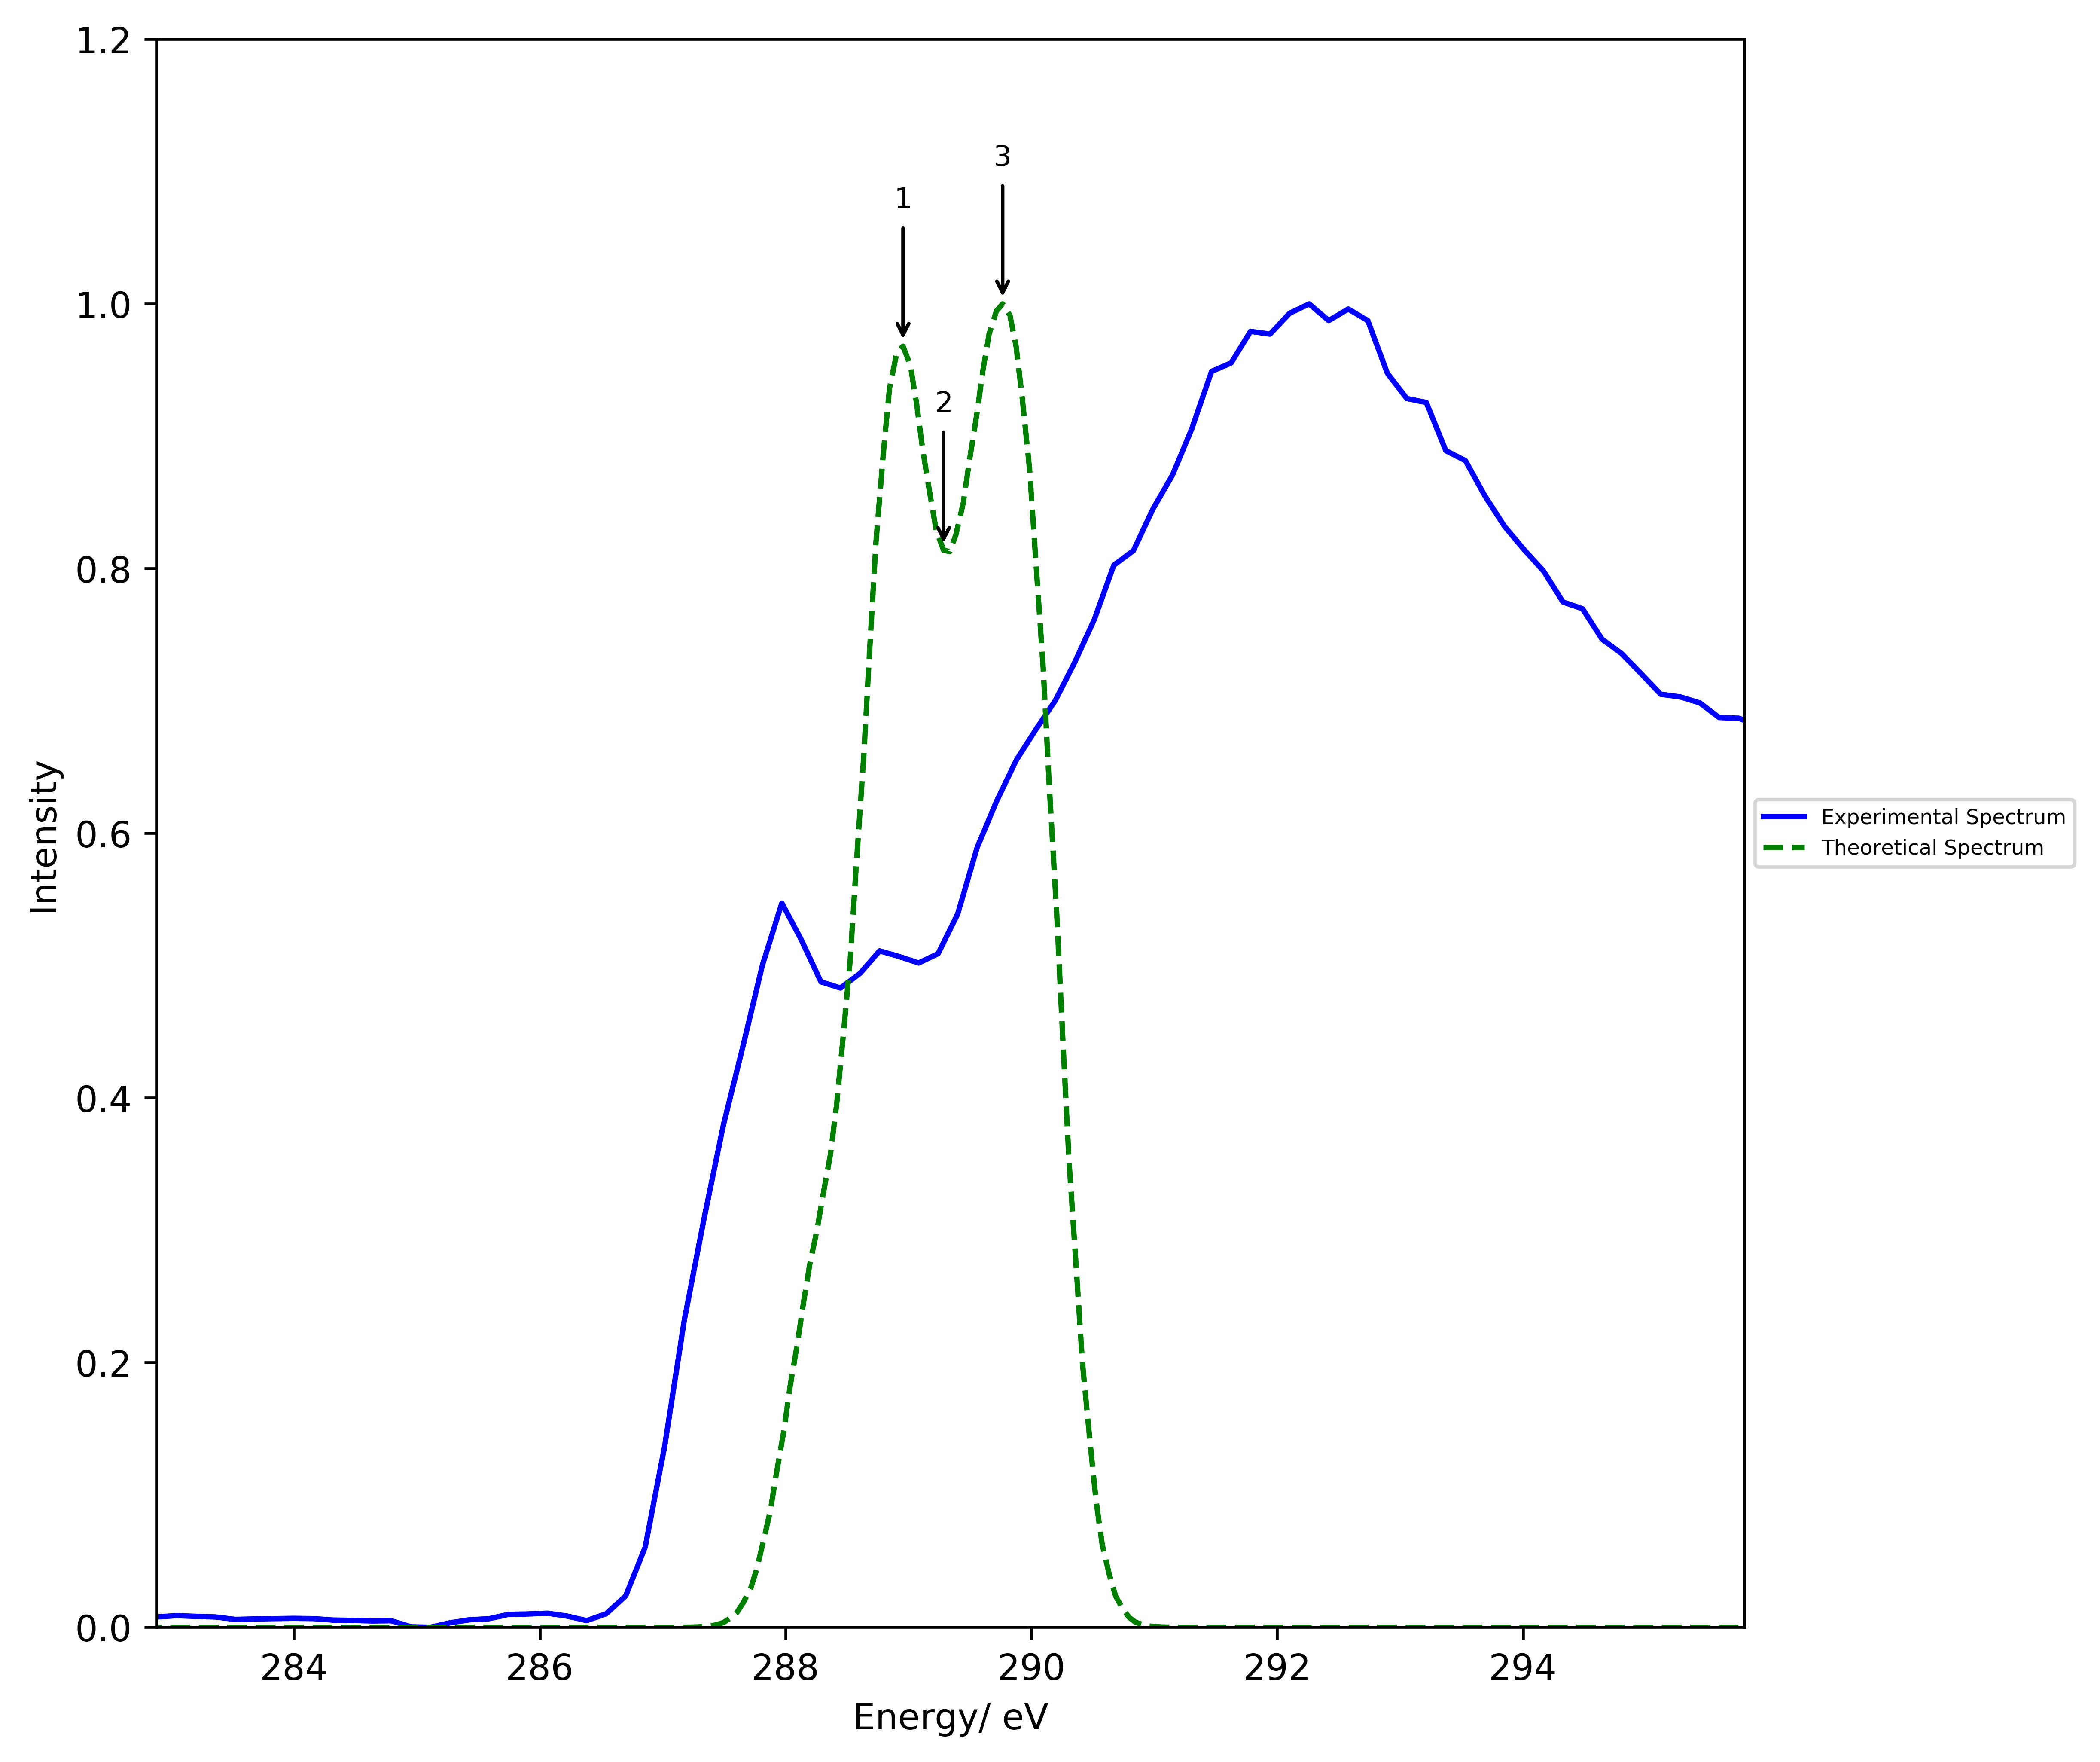 1.2
1.0
0.8
0.6
0.4
0.2
0.0
Intensity
3
1
2
284 286 288 290 292 294
Energy/ eV
Experimental Spectrum
Theoretical Spectrum